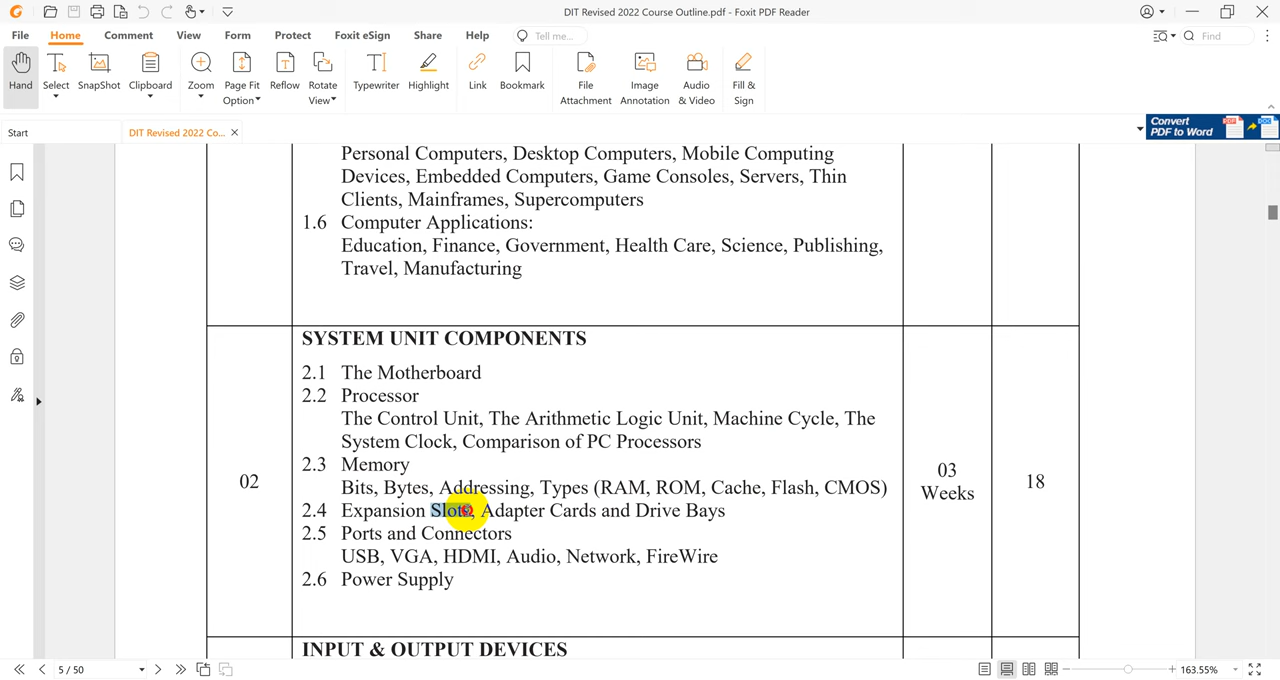 DIT Revised 2022 Course Outline.pdf - Foxit PDF Reader
File Home Comment View Form Protect Foxit eSign Share Help Tell me... Find
Hand Select SnapShot Clipboard Zoom Page Fit Option Reflow Rotate View Typewriter Highlight Link Bookmark File Attachment Image Annotation Audio & Video Fill & Sign
Start DIT Revised 2022 Co...
Convert
PDF to Word
Personal Computers, Desktop Computers, Mobile Computing
Devices, Embedded Computers, Game Consoles, Servers, Thin
Clients, Mainframes, Supercomputers
1.6 Computer Applications:
Education, Finance, Government, Health Care, Science, Publishing,
Travel, Manufacturing
02
SYSTEM UNIT COMPONENTS
2.1 The Motherboard
2.2 Processor
The Control Unit, The Arithmetic Logic Unit, Machine Cycle, The
System Clock, Comparison of PC Processors
2.3 Memory
Bits, Bytes, Addressing, Types (RAM, ROM, Cache, Flash, CMOS)
2.4 Expansion Slots, Adapter Cards and Drive Bays
2.5 Ports and Connectors
USB, VGA, HDMI, Audio, Network, FireWire
2.6 Power Supply
03
Weeks
18
INPUT & OUTPUT DEVICES
5 / 50
163.55%